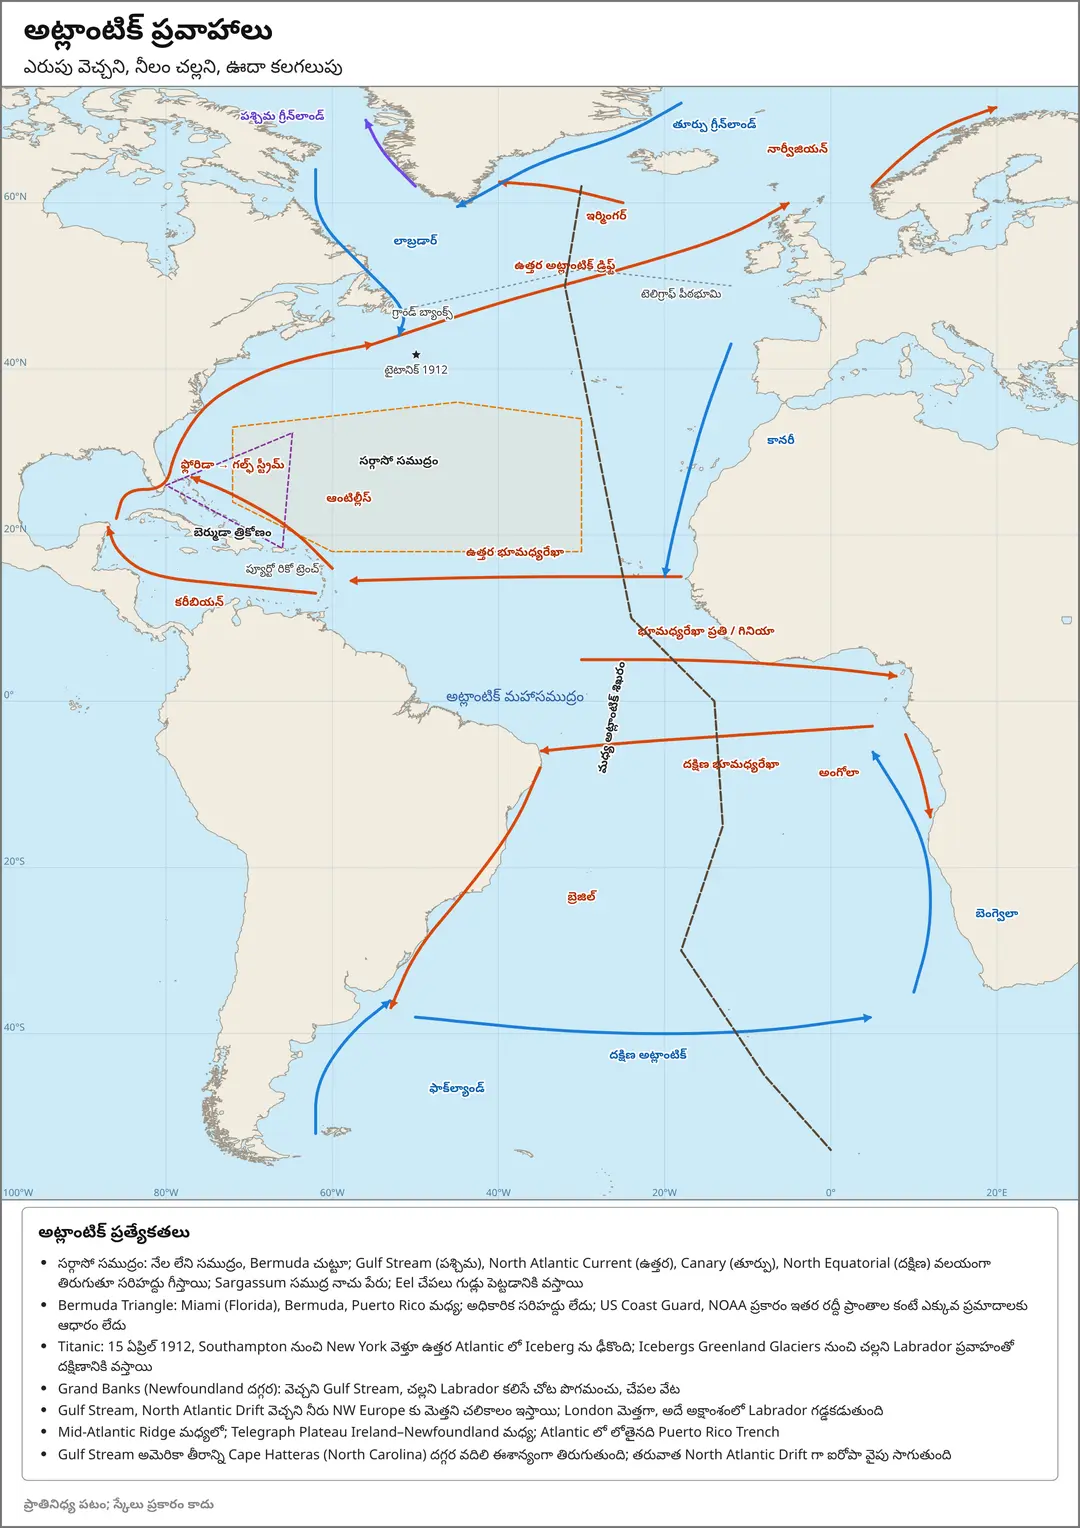 అట్లాంటిక్ ప్రవాహాలు
ఎరుపు వెచ్చని, నీలం చల్లని, ఊదా కలగలుపు
పశ్చిమ గ్రీన్‌లాండ్
తూర్పు గ్రీన్‌లాండ్
నార్వీజియన్
60°N
ఇర్మింగర్
లాబ్రడార్
ఉత్తర అట్లాంటిక్ డ్రిఫ్ట్
టెలిగ్రాఫ్ పీఠభూమి
గ్రాండ్ బ్యాంక్స్
40°N
టైటానిక్ 1912
కానరీ
ఫ్లోరిడా → గల్ఫ్ స్ట్రీమ్
సర్గాసో సముద్రం
ఆంటిల్లీస్
20°N
బెర్ముడా త్రికోణం
ఉత్తర భూమధ్యరేఖా
ప్యూర్టో రికో ట్రెంచ్
కరీబియన్
భూమధ్యరేఖా ప్రతి / గినియా
0°
అట్లాంటిక్ మహాసముద్రం
మధ్య అట్లాంటిక్ శిఖరం
దక్షిణ భూమధ్యరేఖా
అంగోలా
20°S
బ్రెజిల్
బెంగ్వెలా
40°S
దక్షిణ అట్లాంటిక్
ఫాక్‌ల్యాండ్
100°W 80°W 60°W 40°W 20°W 0° 20°E
అట్లాంటిక్ ప్రత్యేకతలు
• సర్గాసో సముద్రం: నేల లేని సముద్రం, Bermuda చుట్టూ; Gulf Stream (పశ్చిమ), North Atlantic Current (ఉత్తర), Canary (తూర్పు), North Equatorial (దక్షిణ) వలయంగా
తిరుగుతూ సరిహద్దు గీస్తాయి; Sargassum సముద్ర నాచు పేరు; Eel చేపలు గుడ్లు పెట్టడానికి వస్తాయి
• Bermuda Triangle: Miami (Florida), Bermuda, Puerto Rico మధ్య; అధికారిక సరిహద్దు లేదు; US Coast Guard, NOAA ప్రకారం ఇతర రద్దీ ప్రాంతాల కంటే ఎక్కువ ప్రమాదాలకు
ఆధారం లేదు
• Titanic: 15 ఏప్రిల్ 1912, Southampton నుంచి New York వెళ్తూ ఉత్తర Atlantic లో Iceberg ను ఢీకొంది; Icebergs Greenland Glaciers నుంచి చల్లని Labrador ప్రవాహంతో
దక్షిణానికి వస్తాయి
• Grand Banks (Newfoundland దగ్గర): వెచ్చని Gulf Stream, చల్లని Labrador కలిసే చోట పొగమంచు, చేపల వేట
• Gulf Stream, North Atlantic Drift వెచ్చని నీరు NW Europe కు మెత్తని చలికాలం ఇస్తాయి; London మెత్తగా, అదే అక్షాంశంలో Labrador గడ్డకడుతుంది
• Mid-Atlantic Ridge మధ్యలో; Telegraph Plateau Ireland–Newfoundland మధ్య; Atlantic లో లోతైనది Puerto Rico Trench
• Gulf Stream అమెరికా తీరాన్ని Cape Hatteras (North Carolina) దగ్గర వదిలి ఈశాన్యంగా తిరుగుతుంది; తరువాత North Atlantic Drift గా ఐరోపా వైపు సాగుతుంది
ప్రాతినిధ్య పటం; స్కేలు ప్రకారం కాదు